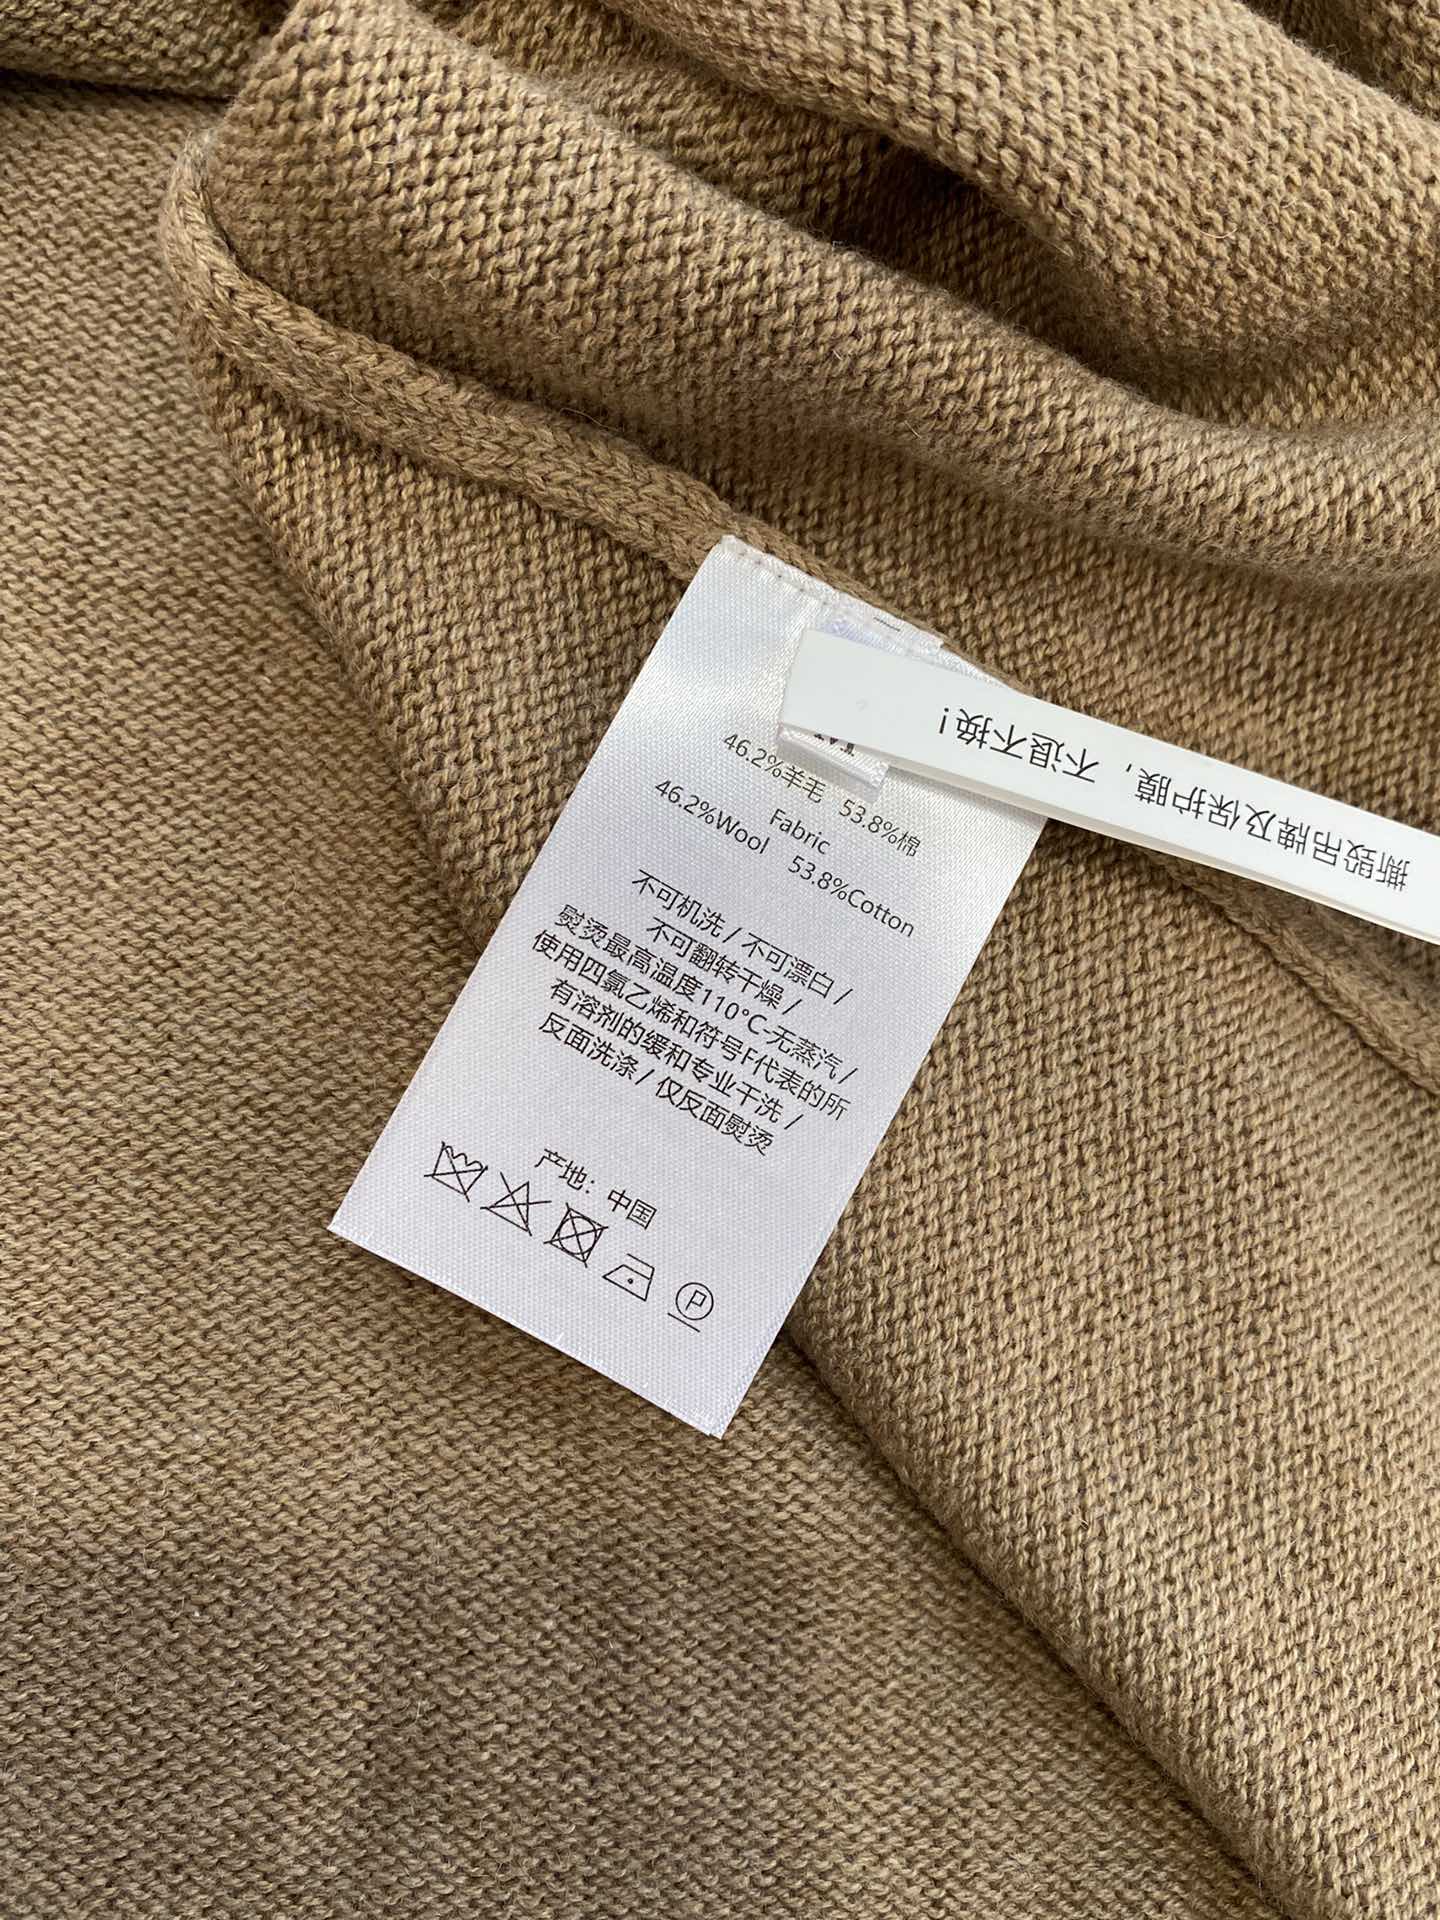 46.2%羊毛 53.8%棉
Fabric
46.2%Wool 53.8%Cotton
不可机洗 / 不可漂白 /
不可翻转干燥 /
熨烫最高温度110°C-无蒸汽 /
使用四氯乙烯和符号F代表的所
有溶剂的缓和专业干洗 /
反面洗涤 / 仅反面熨烫
产地：中国
P
撕毁吊牌及保护膜，不退不换！